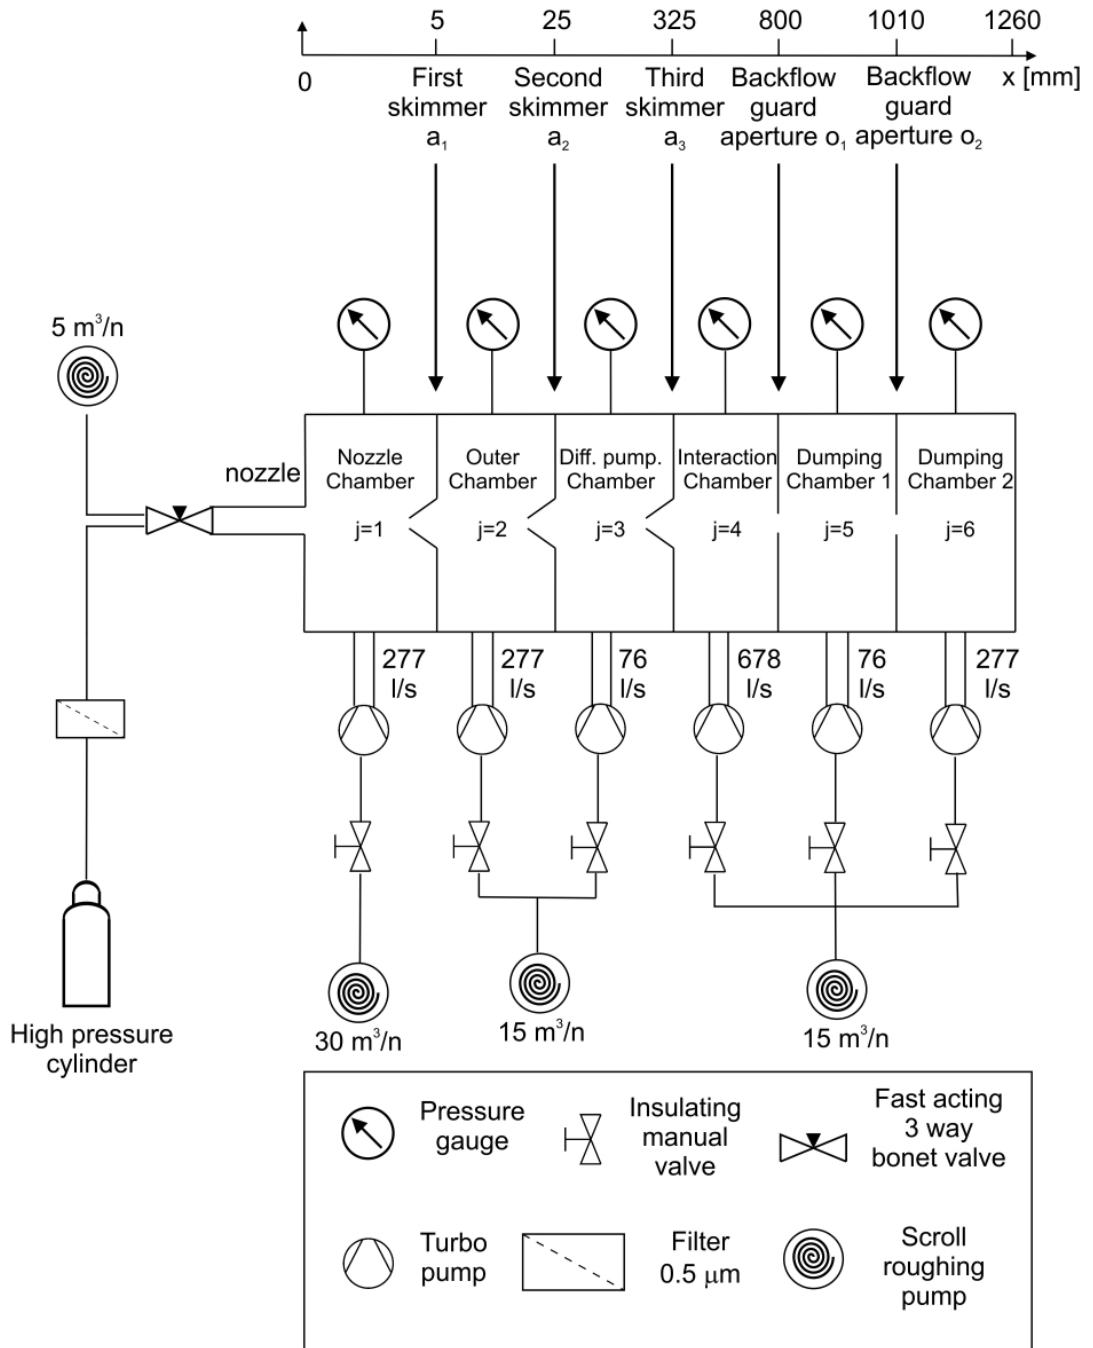 5 25 325 800 1010 1260
0 First Second Third Backflow Backflow x [mm]
skimmer skimmer skimmer guard guard
a₁ a₂ a₃ aperture o₁ aperture o₂
5 m³/n
nozzle
Nozzle Outer Diff. pump. Interaction Dumping Dumping
Chamber Chamber Chamber Chamber Chamber 1 Chamber 2
j=1 j=2 j=3 j=4 j=5 j=6
277 277 76 678 76 277
l/s l/s l/s l/s l/s l/s
High pressure
cylinder
30 m³/n 15 m³/n 15 m³/n
Pressure
gauge
Insulating
manual
valve
Fast acting
3 way
bonet valve
Turbo
pump
Filter
0.5 μm
Scroll
roughing
pump